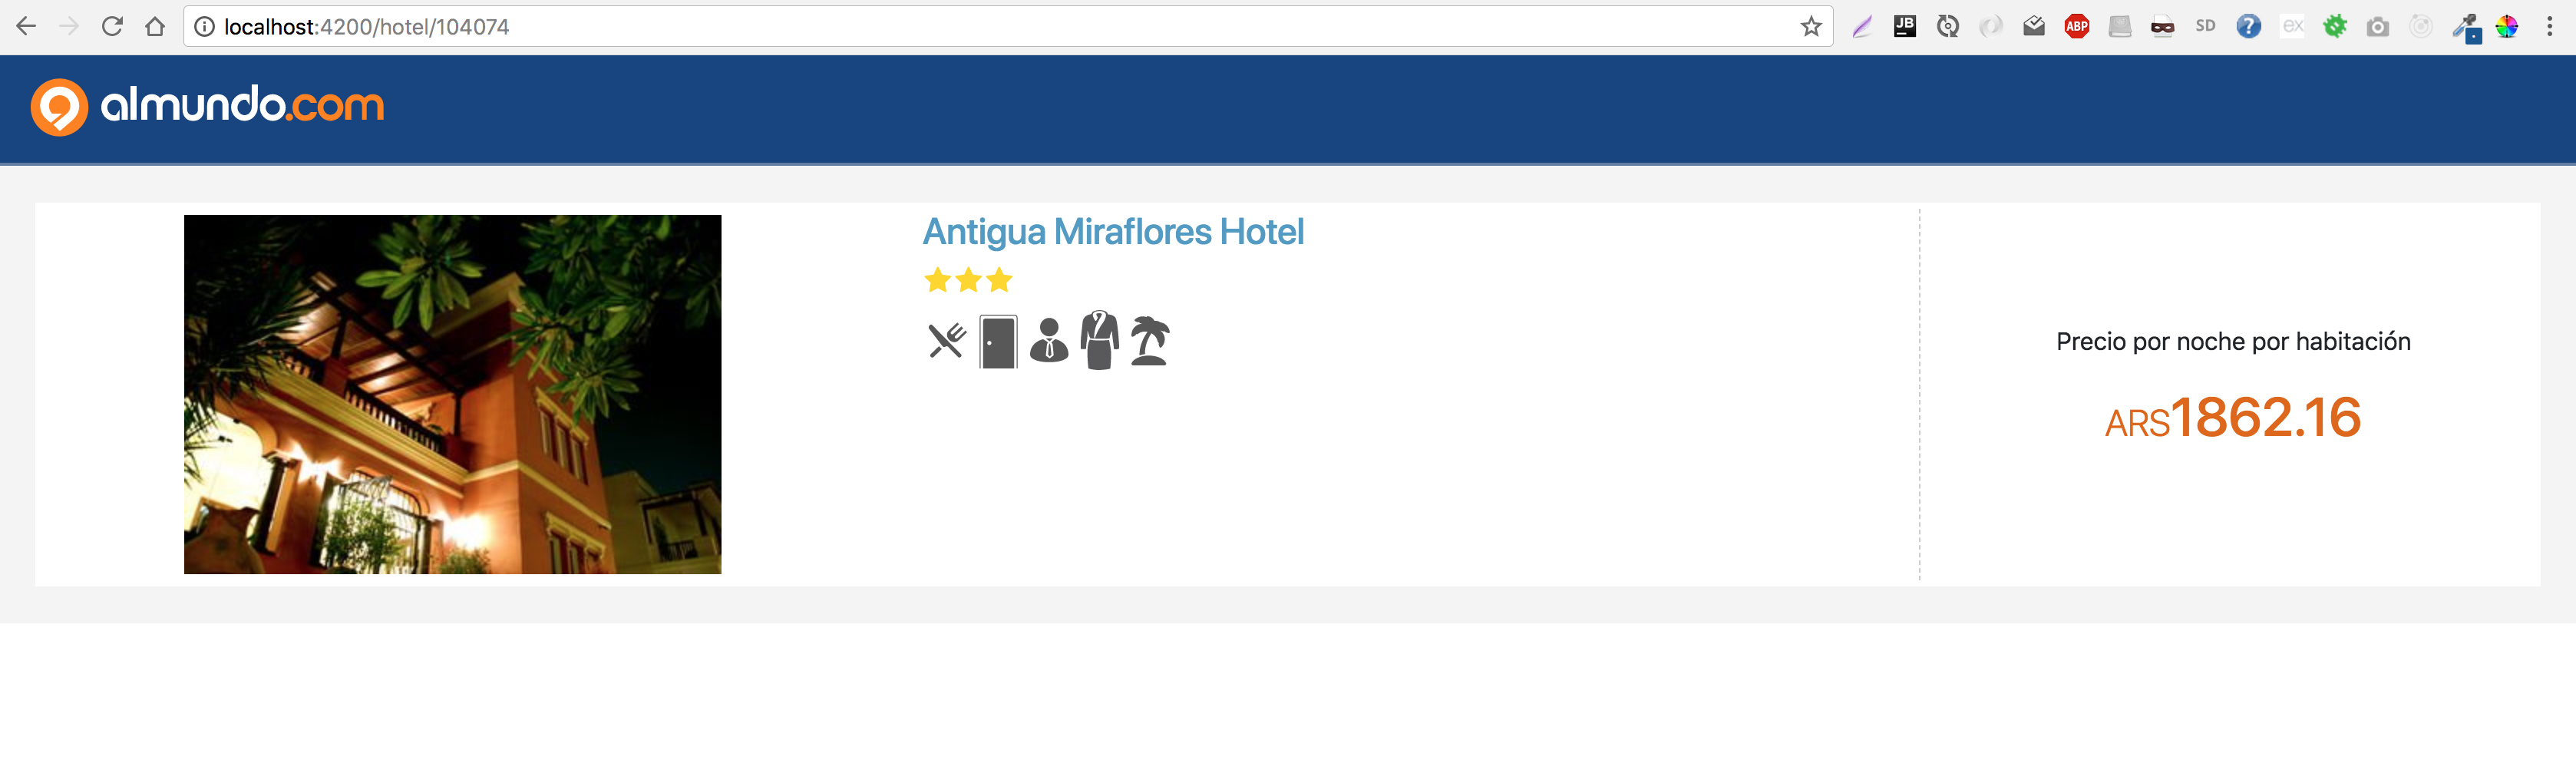 localhost:4200/hotel/104074
JB
ABP
SD
?
ex
almundo.com
Antigua Miraflores Hotel
Precio por noche por habitación
ARS1862.16